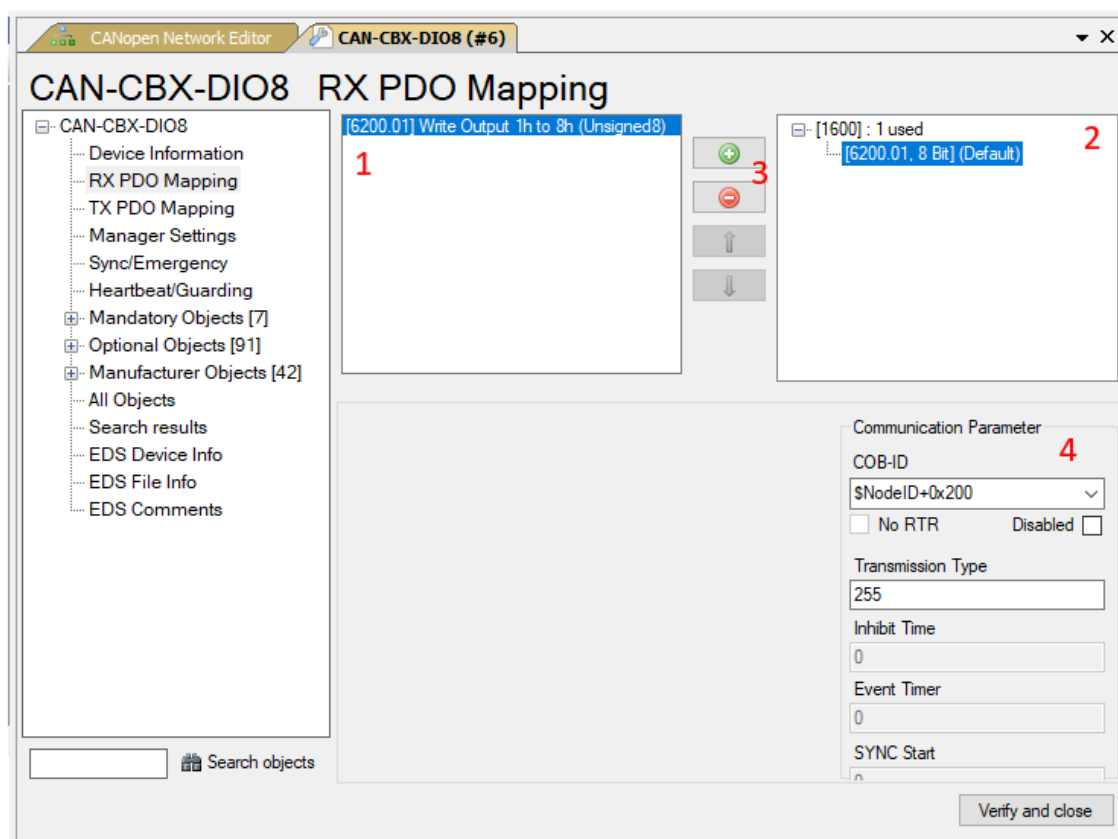 CANopen Network Editor
CAN-CBX-DIO8 (#6)
CAN-CBX-DIO8 RX PDO Mapping
CAN-CBX-DIO8
Device Information
RX PDO Mapping
TX PDO Mapping
Manager Settings
Sync/Emergency
Heartbeat/Guarding
Mandatory Objects [7]
Optional Objects [91]
Manufacturer Objects [42]
All Objects
Search results
EDS Device Info
EDS File Info
EDS Comments
Search objects
[6200.01] Write Output 1h to 8h (Unsigned8)
1
3
[1600] : 1 used
[6200.01, 8 Bit] (Default)
2
Communication Parameter
4
COB-ID
$NodeID+0x200
No RTR
Disabled
Transmission Type
255
Inhibit Time
0
Event Timer
0
SYNC Start
Verify and close